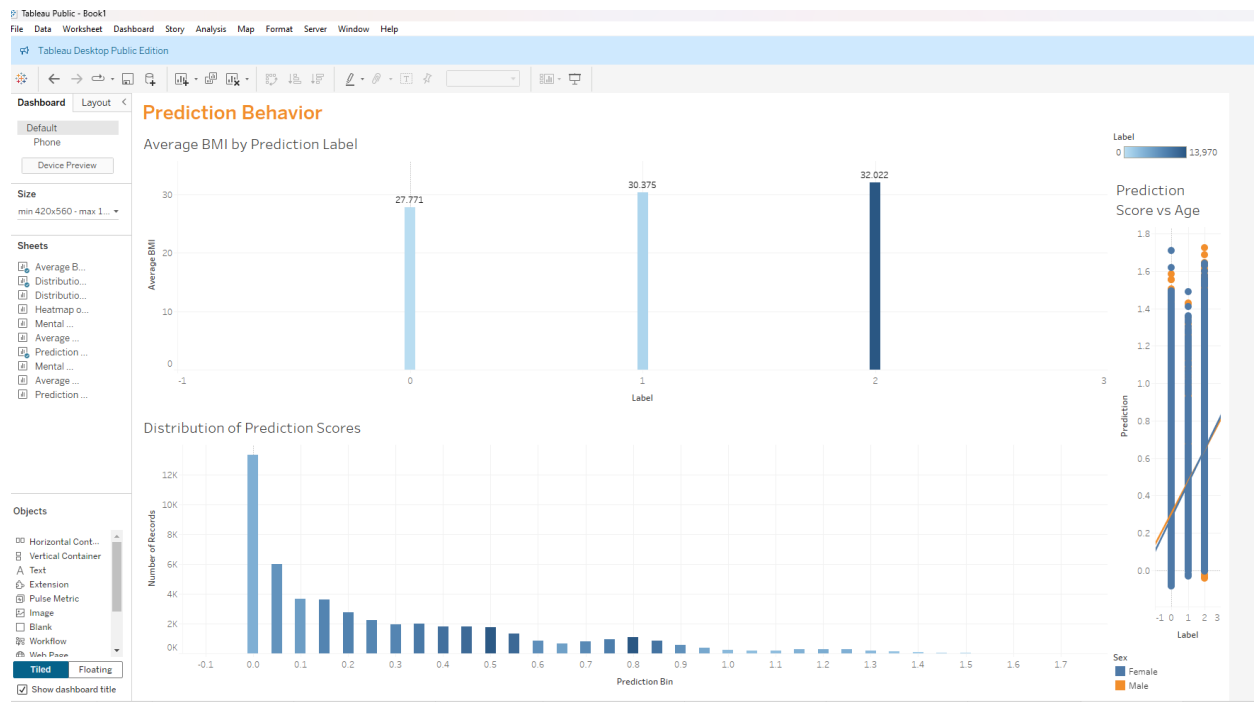 Tableau Public - Book1
File Data Worksheet Dashboard Story Analysis Map Format Server Window Help
Tableau Desktop Public Edition
Dashboard Layout
Default
Phone
Device Preview
Size
min 420x560 - max 1...
Sheets
Average B...
Distributio...
Distributio...
Heatmap o...
Mental ...
Average ...
Prediction ...
Mental ...
Average ...
Prediction ...
Objects
Horizontal Cont...
Vertical Container
A Text
Extension
Pulse Metric
Image
Blank
Workflow
Web Page
Tiled Floating
Show dashboard title
Prediction Behavior
Average BMI by Prediction Label
27.771
30.375
32.022
30
20
10
0
Average BMI
-1 0 1 2 3
Label
Distribution of Prediction Scores
12K
10K
8K
6K
4K
2K
0K
Number of Records
-0.1 0.0 0.1 0.2 0.3 0.4 0.5 0.6 0.7 0.8 0.9 1.0 1.1 1.2 1.3 1.4 1.5 1.6 1.7
Prediction Bin
Label
0 13,970
Prediction
Score vs Age
1.8
1.6
1.4
1.2
1.0
0.8
0.6
0.4
0.2
0.0
Prediction
-1 0 1 2 3
Label
Sex
Female
Male